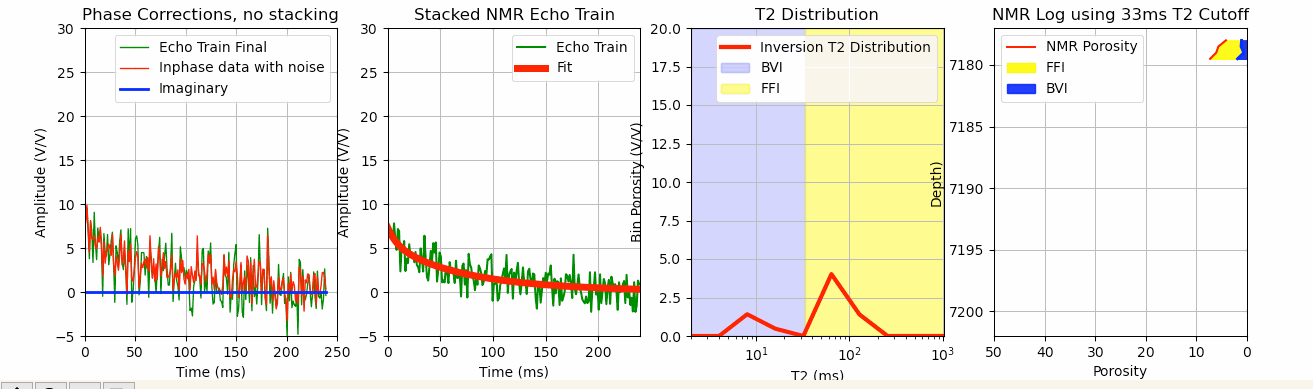 Phase Corrections, no stacking
Echo Train Final
Inphase data with noise
Imaginary
Amplitude (V/V)
30
25
20
15
10
5
0
−5
0 50 100 150 200 250
Time (ms)
Stacked NMR Echo Train
Echo Train
Fit
Amplitude (V/V)
30
25
20
15
10
5
0
−5
0 50 100 150 200
Time (ms)
T2 Distribution
Inversion T2 Distribution
BVI
FFI
Bin Porosity (V/V)
20.0
17.5
15.0
12.5
10.0
7.5
5.0
2.5
0.0
10¹ 10² 10³
T2 (ms)
NMR Log using 33ms T2 Cutoff
NMR Porosity
FFI
BVI
Depth)
7180
7185
7190
7195
7200
50 40 30 20 10 0
Porosity